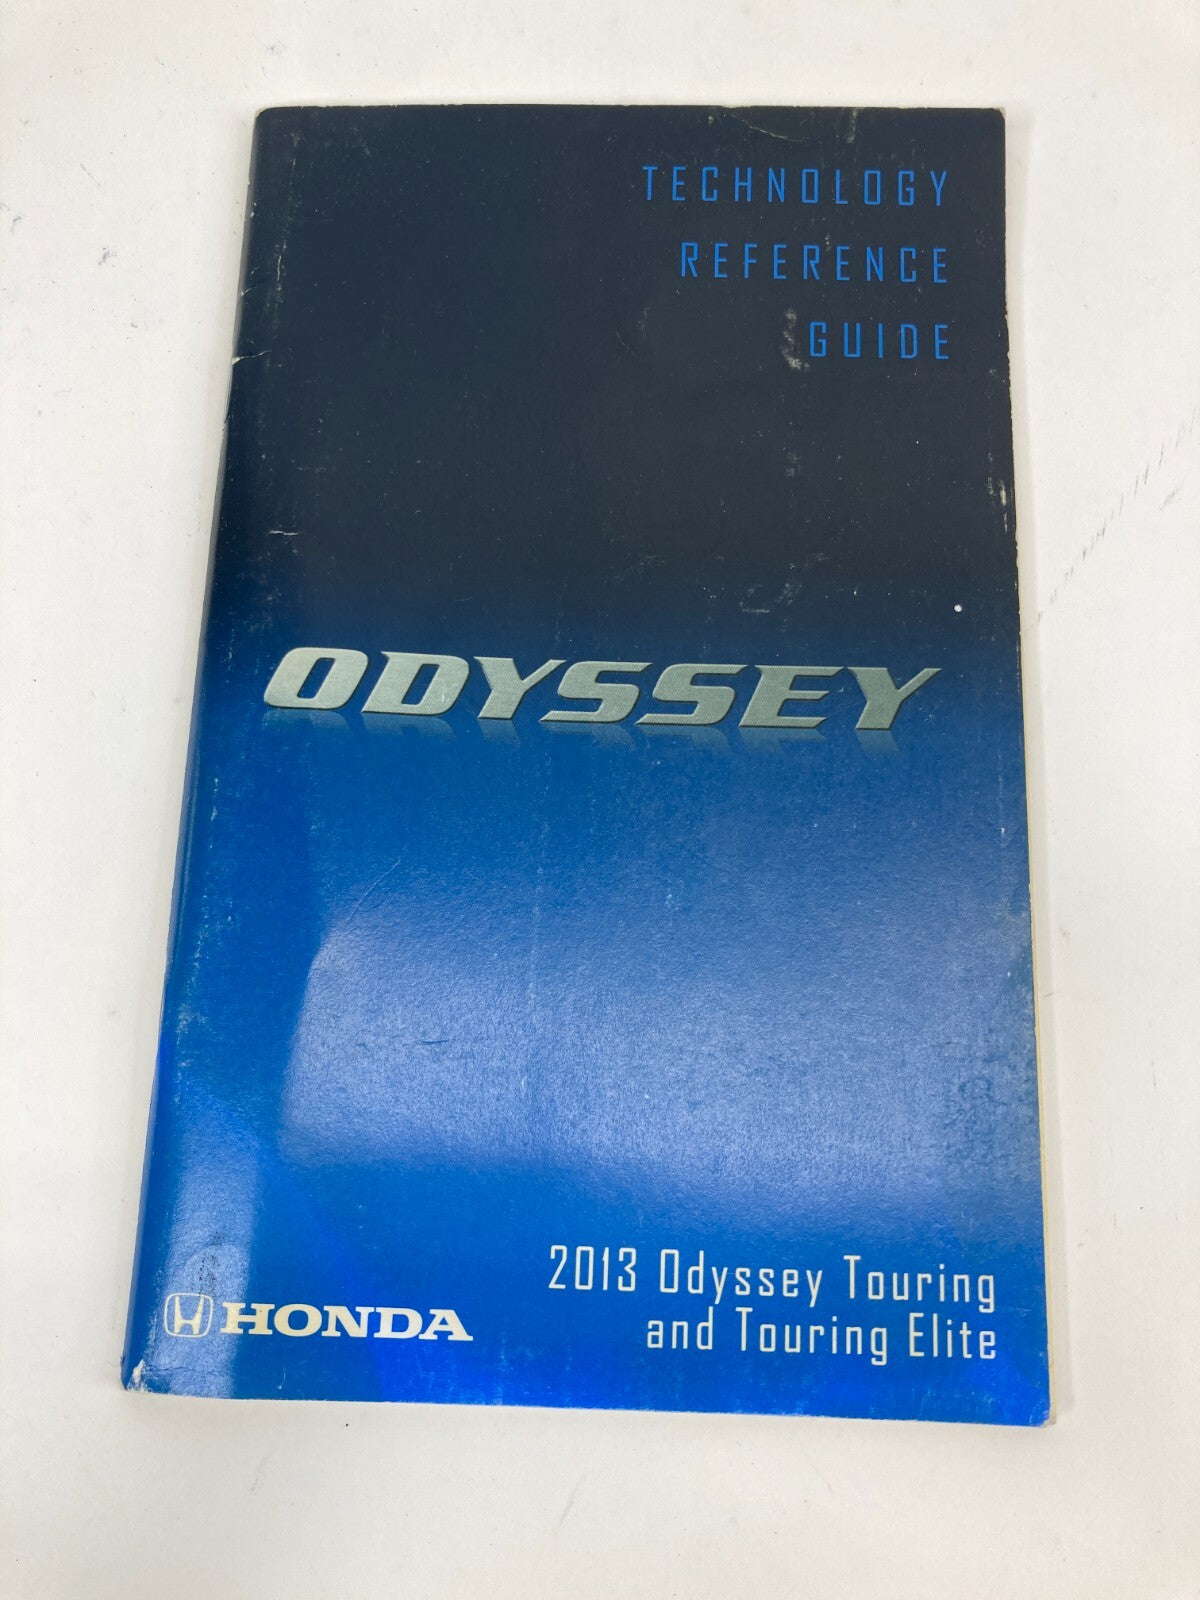 TECHNOLOGY
REFERENCE
GUIDE
ODYSSEY
2013 Odyssey Touring
and Touring Elite
HONDA